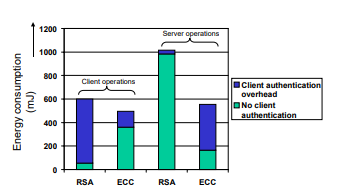 Server operations
1200
1000
Client operations
800
600
400
200
0
Energy consumption
(mJ)
RSA
ECC
RSA
ECC
Client authentication
overhead
No client
authentication